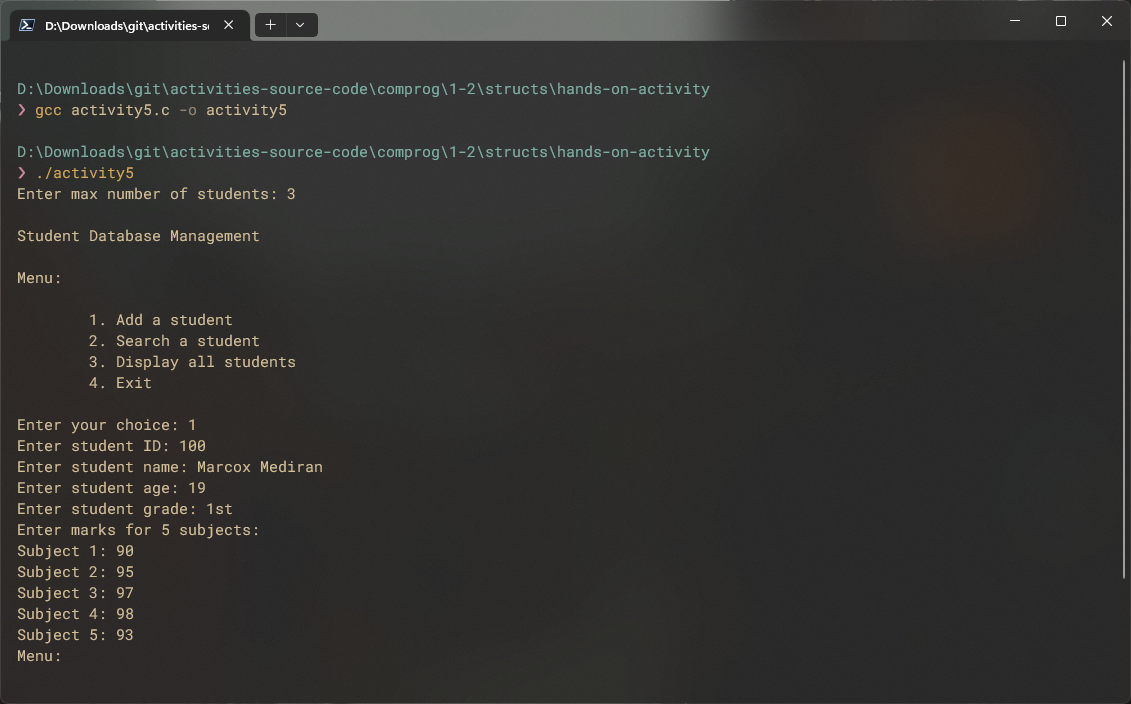 D:\Downloads\git\activities-s
D:\Downloads\git\activities-source-code\comprog\1-2\structs\hands-on-activity
❯ gcc activity5.c -o activity5
D:\Downloads\git\activities-source-code\comprog\1-2\structs\hands-on-activity
❯ ./activity5
Enter max number of students: 3
Student Database Management
Menu:
1. Add a student
2. Search a student
3. Display all students
4. Exit
Enter your choice: 1
Enter student ID: 100
Enter student name: Marcox Mediran
Enter student age: 19
Enter student grade: 1st
Enter marks for 5 subjects:
Subject 1: 90
Subject 2: 95
Subject 3: 97
Subject 4: 98
Subject 5: 93
Menu: